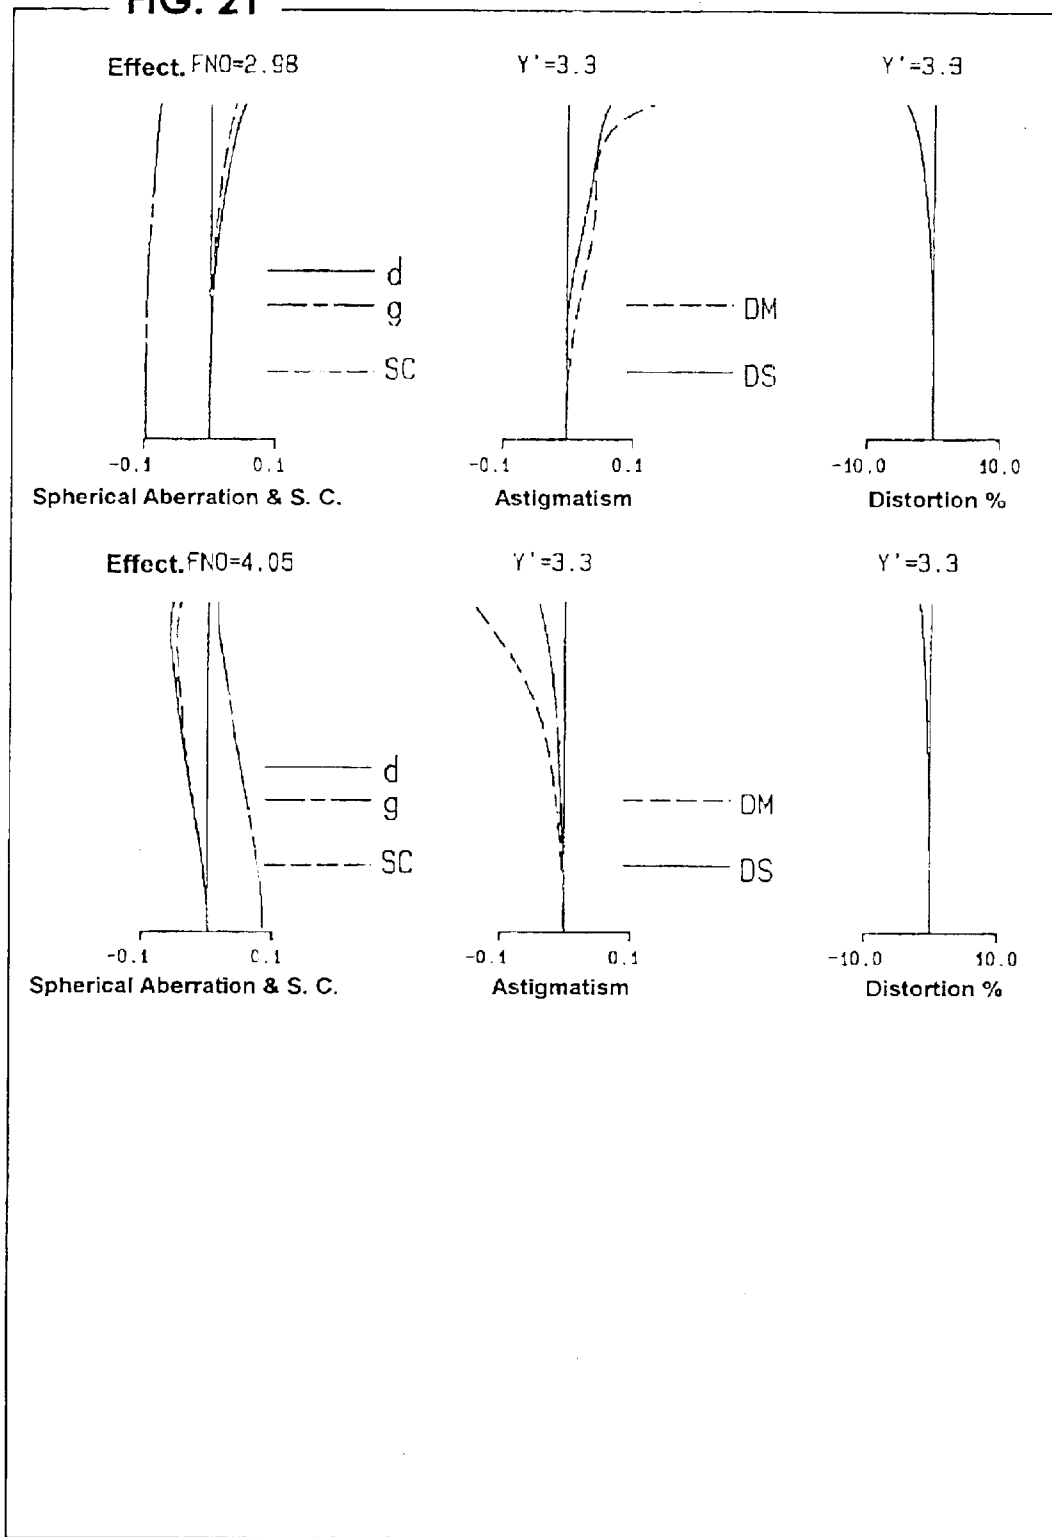 FIG. 21
Effect. FNO=2.98
Y'=3.3
Y'=3.3
d
g
SC
DM
DS
-0.1 0.1
-0.1 0.1
-10.0 10.0
Spherical Aberration & S. C.
Astigmatism
Distortion %
Effect. FNO=4.05
Y'=3.3
Y'=3.3
d
g
SC
DM
DS
-0.1 0.1
-0.1 0.1
-10.0 10.0
Spherical Aberration & S. C.
Astigmatism
Distortion %